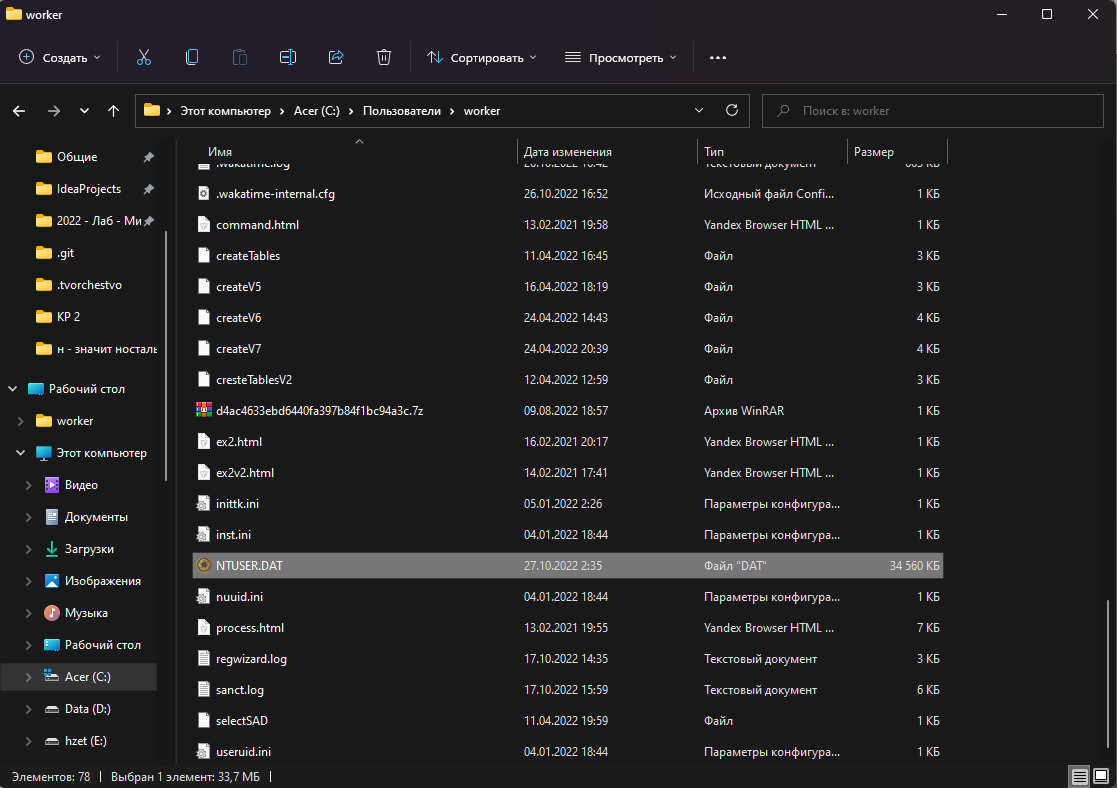 worker
Создать
Сортировать
Просмотреть
Этот компьютер
Acer (C:)
Пользователи
worker
Поиск в: worker
Общие
IdeaProjects
2022 - Лаб - Ми
.git
.tvorchestvo
КР 2
н - значитносталь
Рабочий стол
worker
Этот компьютер
Видео
Документы
Загрузки
Изображения
Музыка
Рабочий стол
Acer (C:)
Data (D:)
hzet (E:)
Имя Дата изменения Тип Размер
.wakatime.log 26.10.2022 16:42 Текстовый документ 603 КБ
.wakatime-internal.cfg 26.10.2022 16:52 Исходный файл Confi... 1 КБ
command.html 13.02.2021 19:58 Yandex Browser HTML ... 1 КБ
createTables 11.04.2022 16:45 Файл 3 КБ
createV5 16.04.2022 18:19 Файл 3 КБ
createV6 24.04.2022 14:43 Файл 4 КБ
createV7 24.04.2022 20:39 Файл 4 КБ
cresteTablesV2 12.04.2022 12:59 Файл 3 КБ
d4ac4633ebd6440fa397b84f1bc94a3c.7z 09.08.2022 18:57 Архив WinRAR 1 КБ
ex2.html 16.02.2021 20:17 Yandex Browser HTML ... 1 КБ
ex2v2.html 14.02.2021 17:41 Yandex Browser HTML ... 1 КБ
inittk.ini 05.01.2022 2:26 Параметры конфигура... 1 КБ
inst.ini 04.01.2022 18:44 Параметры конфигура... 1 КБ
NTUSER.DAT 27.10.2022 2:35 Файл "DAT" 34 560 КБ
nuuid.ini 04.01.2022 18:44 Параметры конфигура... 1 КБ
process.html 13.02.2021 19:55 Yandex Browser HTML ... 7 КБ
regwizard.log 17.10.2022 14:35 Текстовый документ 3 КБ
sanct.log 17.10.2022 15:59 Текстовый документ 6 КБ
selectSAD 11.04.2022 19:59 Файл 1 КБ
useruid.ini 04.01.2022 18:44 Параметры конфигура... 1 КБ
Элементов: 78 | Выбран 1 элемент: 33,7 МБ |